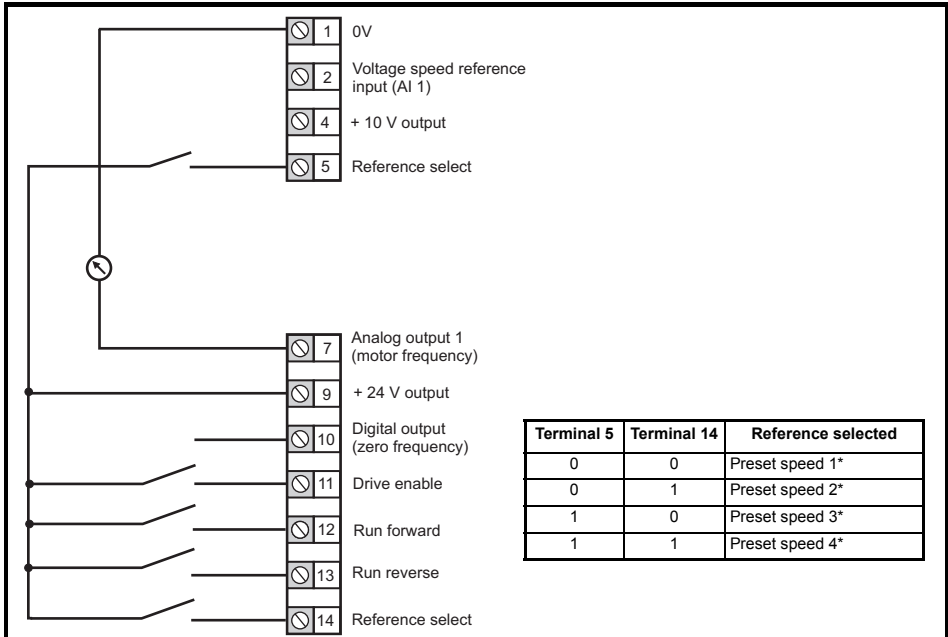 1 0V
2 Voltage speed reference
input (AI 1)
4 + 10 V output
5 Reference select
7 Analog output 1
(motor frequency)
9 + 24 V output
10 Digital output
(zero frequency)
11 Drive enable
12 Run forward
13 Run reverse
14 Reference select
Terminal 5 Terminal 14 Reference selected
0 0 Preset speed 1*
0 1 Preset speed 2*
1 0 Preset speed 3*
1 1 Preset speed 4*